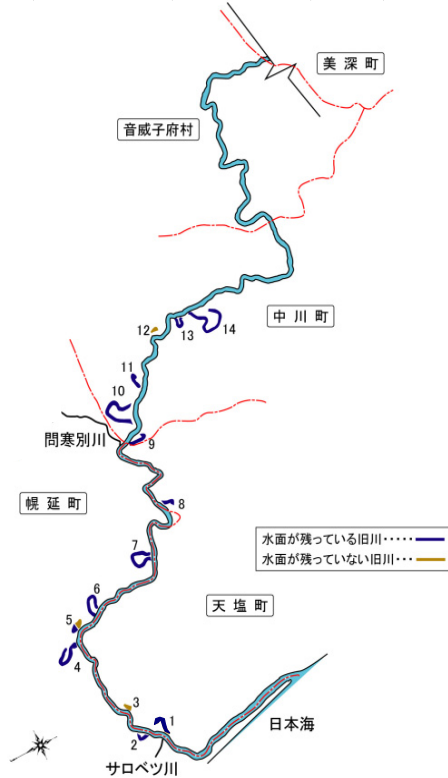 美深町
音威子府村
中川町
12
13
14
11
10
問寒別川
9
幌延町
8
水面が残っている旧川・・・・・
水面が残っていない旧川・・・
7
天塩町
6
5
4
3
1
2
日本海
サロベツ川